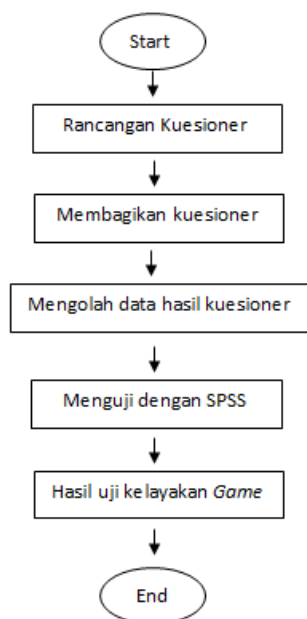 Start
Rancangan Kuesioner
Membagikan kuesioner
Mengolah data hasil kuesioner
Menguji dengan SPSS
Hasil uji kelayakan Game
End